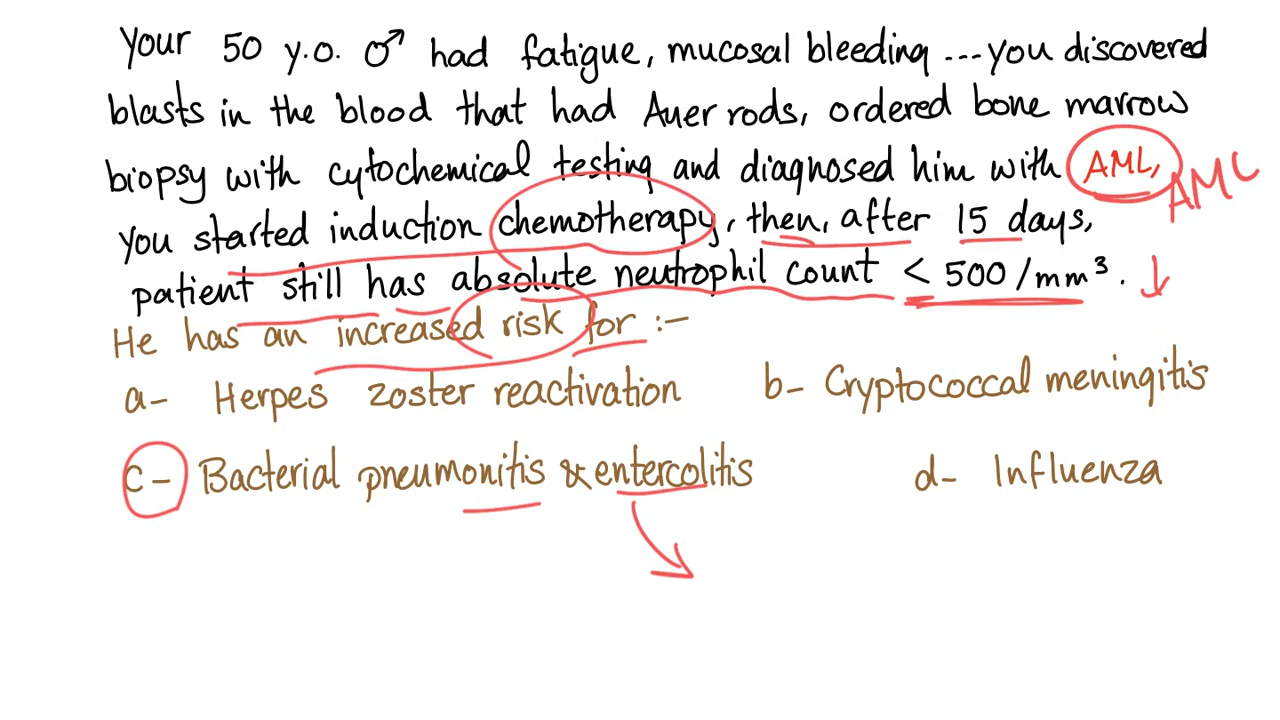 Your 50 y.o. ♂ had fatigue, mucosal bleeding ... you discovered
blasts in the blood that had Auer rods, ordered bone marrow
biopsy with cytochemical testing and diagnosed him with AML,
AML
You started induction chemotherapy, then, after 15 days,
patient still has absolute neutrophil count < 500/mm³. ↓
He has an increased risk for :-
a- Herpes zoster reactivation b- Cryptococcal meningitis
c- Bacterial pneumonitis & entercolitis d- Influenza